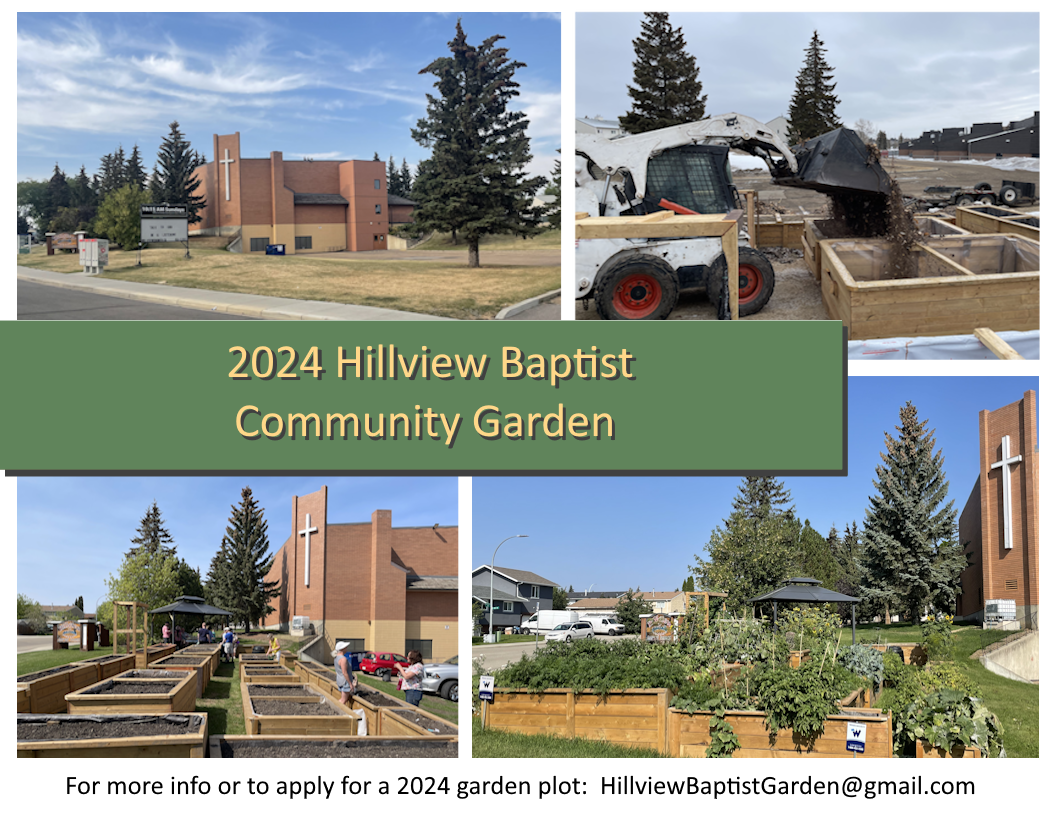 2024 Hillview Baptist
Community Garden
For more info or to apply for a 2024 garden plot: HillviewBaptistGarden@gmail.com